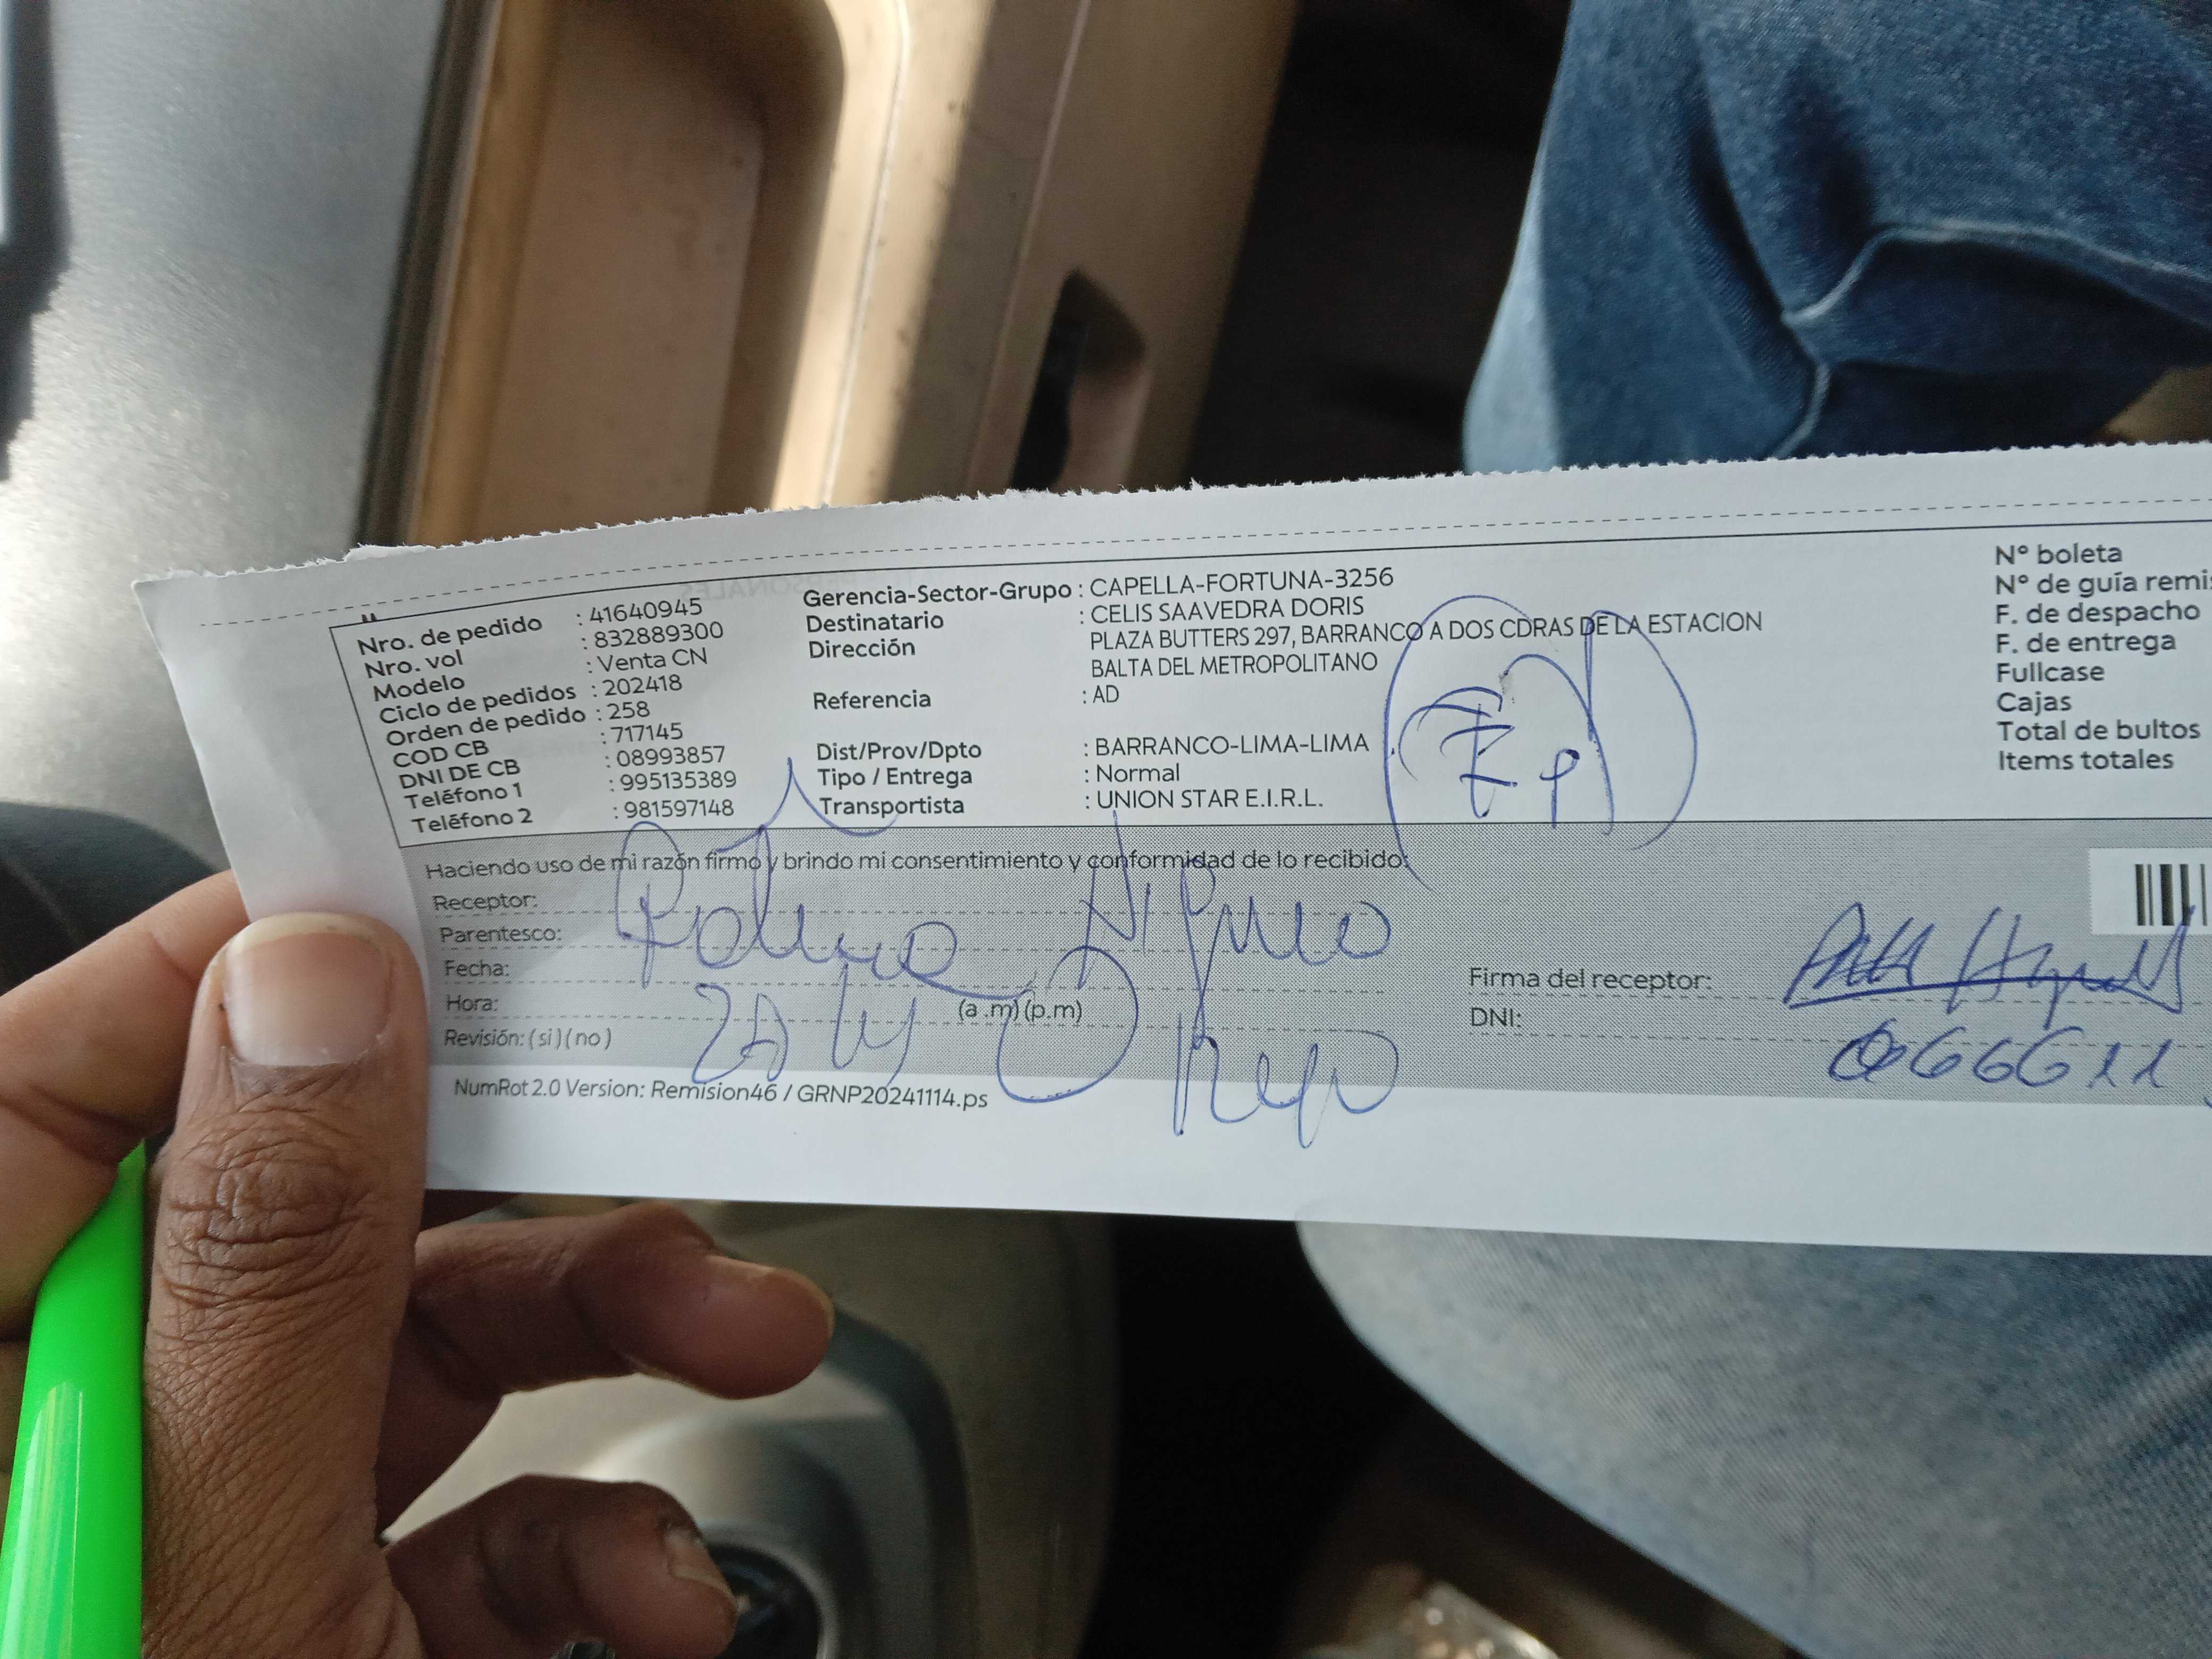 Nro. de pedido : 41640945
Nro. vol : 832889300
Modelo : Venta CN
Ciclo de pedidos : 202418
Orden de pedido : 258
COD CB : 717145
DNI DE CB : 08993857
Teléfono 1 : 995135389
Teléfono 2 : 981597148
Gerencia-Sector-Grupo : CAPELLA-FORTUNA-3256
Destinatario : CELIS SAAVEDRA DORIS
Dirección PLAZA BUTTERS 297, BARRANCO A DOS CDRAS DE LA ESTACION
BALTA DEL METROPOLITANO
Referencia : AD
Dist/Prov/Dpto : BARRANCO-LIMA-LIMA
Tipo / Entrega : Normal
Transportista : UNION STAR E.I.R.L.
N° boleta
N° de guía
F. de despacho
F. de entrega
Fullcase
Cajas
Total de bultos
Items totales
Haciendo uso de mi razón firmo y brindo mi consentimiento y conformidad de lo recibido:
Receptor:
Parentesco:
Fecha:
Hora: (a .m) (p.m)
Revisión: ( si ) ( no )
Firma del receptor:
DNI:
NumRot 2.0 Version: Remision46 / GRNP20241114.ps